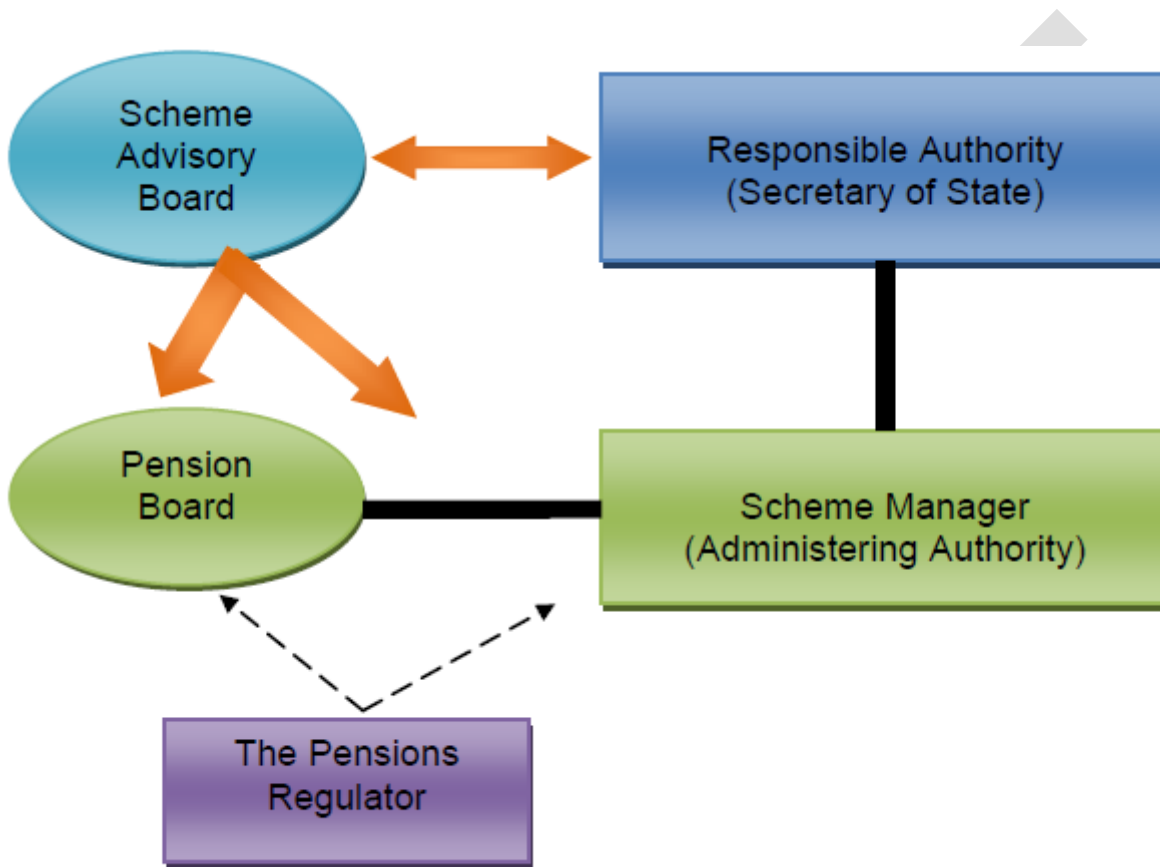 Scheme
Advisory
Board
Responsible Authority
(Secretary of State)
Pension
Board
Scheme Manager
(Administering Authority)
The Pensions
Regulator